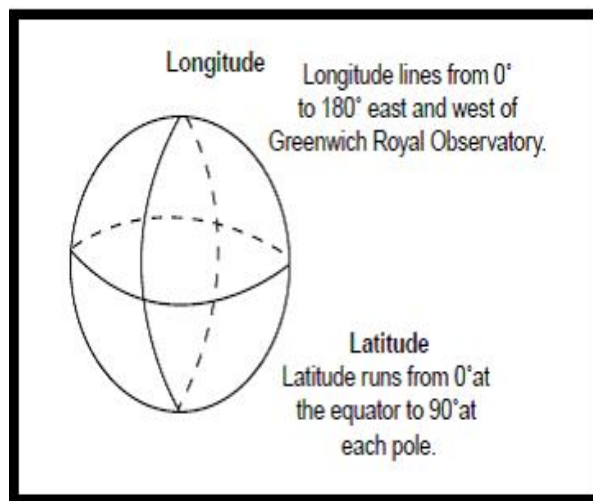 Longitude
Longitude lines from 0°
to 180° east and west of
Greenwich Royal Observatory.
Latitude
Latitude runs from 0°at
the equator to 90°at
each pole.